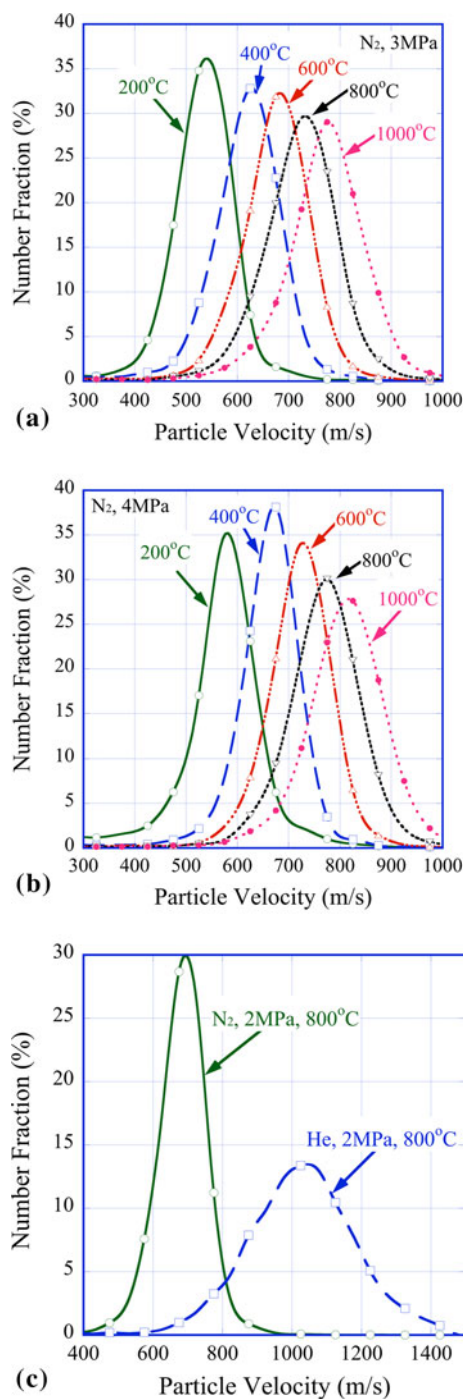 N₂, 3MPa
200°C
400°C
600°C
800°C
1000°C
Number Fraction (%)
40
35
30
25
20
15
10
5
0
300 400 500 600 700 800 900 1000
Particle Velocity (m/s)
(a)
N₂, 4MPa
200°C
400°C
600°C
800°C
1000°C
Number Fraction (%)
40
35
30
25
20
15
10
5
0
300 400 500 600 700 800 900 1000
Particle Velocity (m/s)
(b)
N₂, 2MPa, 800°C
He, 2MPa, 800°C
Number Fraction (%)
30
25
20
15
10
5
0
400 600 800 1000 1200 1400
Particle Velocity (m/s)
(c)